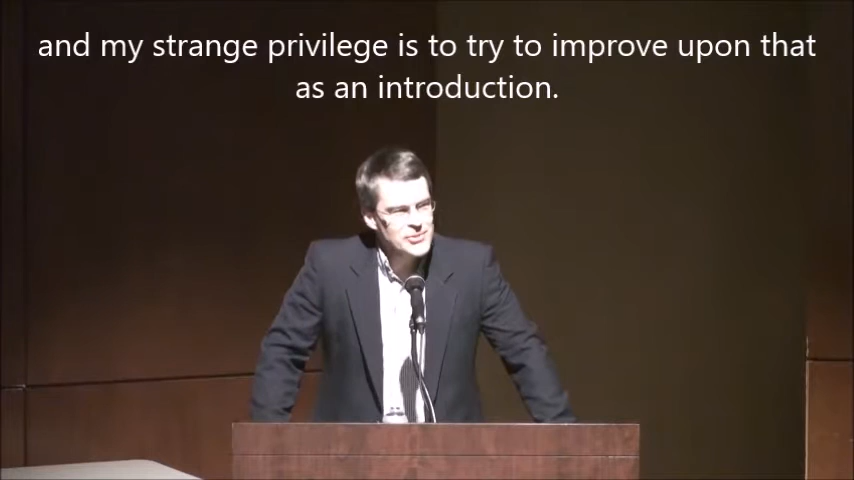 and my strange privilege is to try to improve upon that
as an introduction.